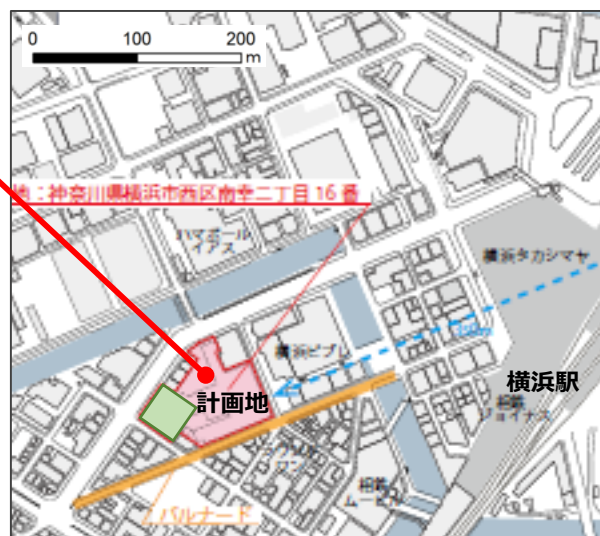 0 100 200
m
地：神奈川県横浜市西区南幸二丁目 16 番
ハマボール
イアス
横浜タカシマヤ
横浜ビブレ
横浜駅
計画地
相鉄
ジョイナス
相鉄
ムービル
パルナード